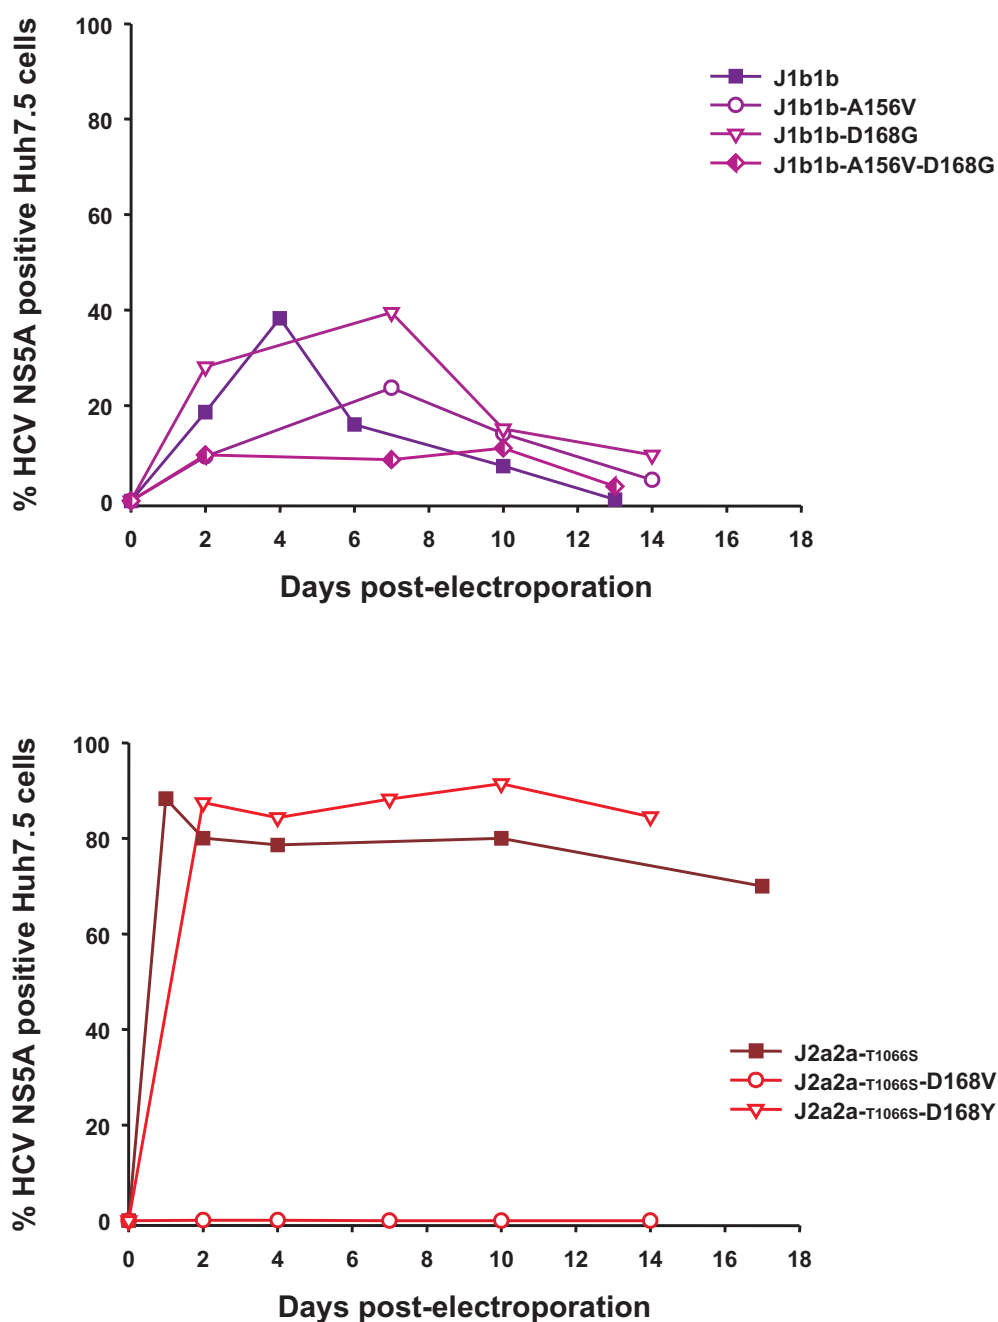 % HCV NS5A positive Huh7.5 cells
100
80
60
40
20
0
0 2 4 6 8 10 12 14 16 18
Days post-electroporation
J1b1b
J1b1b-A156V
J1b1b-D168G
J1b1b-A156V-D168G
% HCV NS5A positive Huh7.5 cells
100
80
60
40
20
0
0 2 4 6 8 10 12 14 16 18
Days post-electroporation
J2a2a-T1066S
J2a2a-T1066S-D168V
J2a2a-T1066S-D168Y